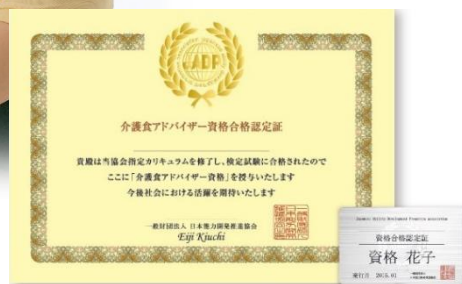 JADP
介護食アドバイザー資格合格認定証
貴殿は当協会指定カリキュラムを修了し、検定試験に合格されたので
ここに「介護食アドバイザー資格」を授与いたします
今後社会における活躍を期待いたします
一般財団法人 日本能力開発推進協会
Eiji Kiuchi
資格合格認定証
資格 花子
発行日 2015.01